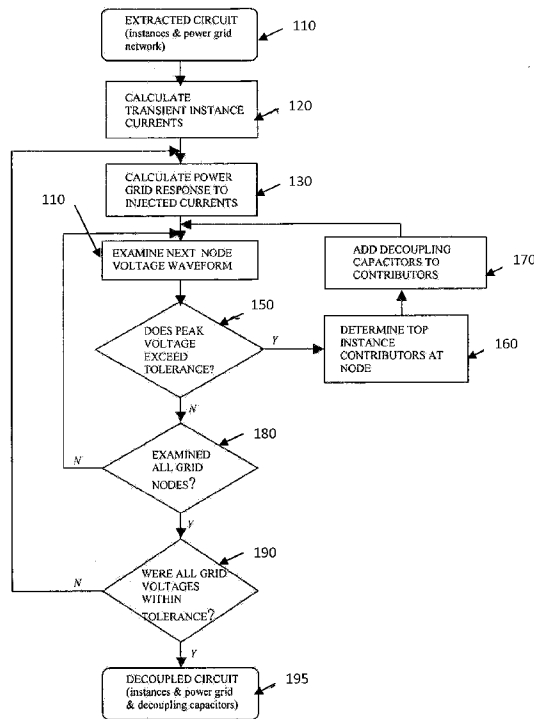 EXTRACTED CIRCUIT
(instances & power grid
network)
110
CALCULATE
TRANSIENT INSTANCE
CURRENTS
120
CALCULATE POWER
GRID RESPONSE TO
INJECTED CURRENTS
130
110
EXAMINE NEXT NODE
VOLTAGE WAVEFORM
ADD DECOUPLING
CAPACITORS TO
CONTRIBUTORS
170
150
DOES PEAK
VOLTAGE
EXCEED
TOLERANCE?
Y
DETERMINE TOP
INSTANCE
CONTRIBUTORS AT
NODE
160
N
180
EXAMINED
ALL GRID
NODES?
N
Y
190
WERE ALL GRID
VOLTAGES
WITHIN
TOLERANCE?
N
Y
DECOUPLED CIRCUIT
(instances & power grid
& decoupling capacitors)
195